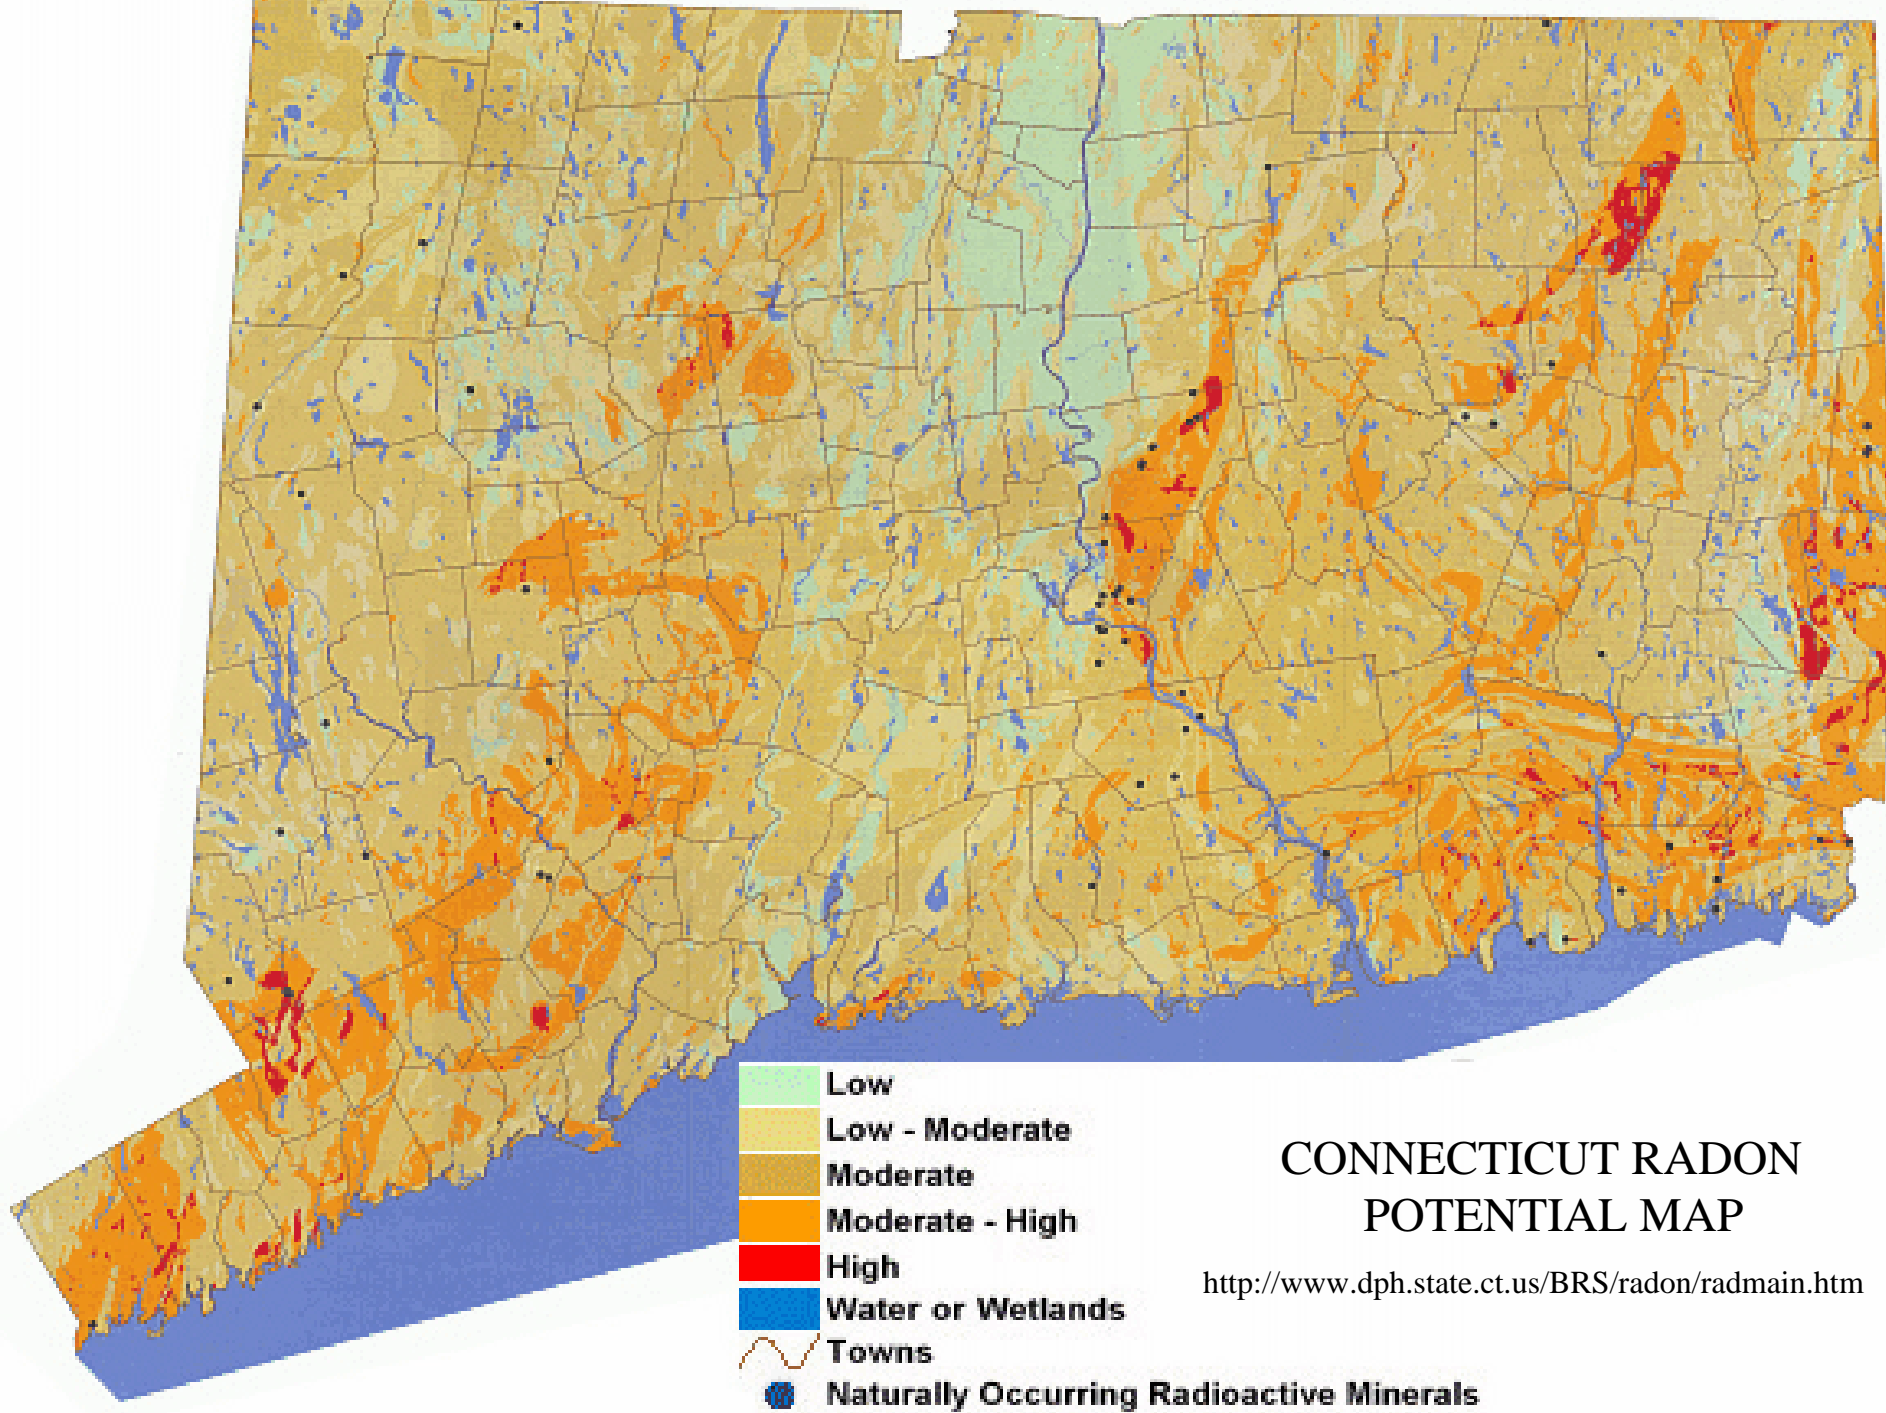 Low
Low - Moderate
Moderate
Moderate - High
High
Water or Wetlands
Towns
Naturally Occurring Radioactive Minerals
CONNECTICUT RADON
POTENTIAL MAP
http://www.dph.state.ct.us/BRS/radon/radmain.htm